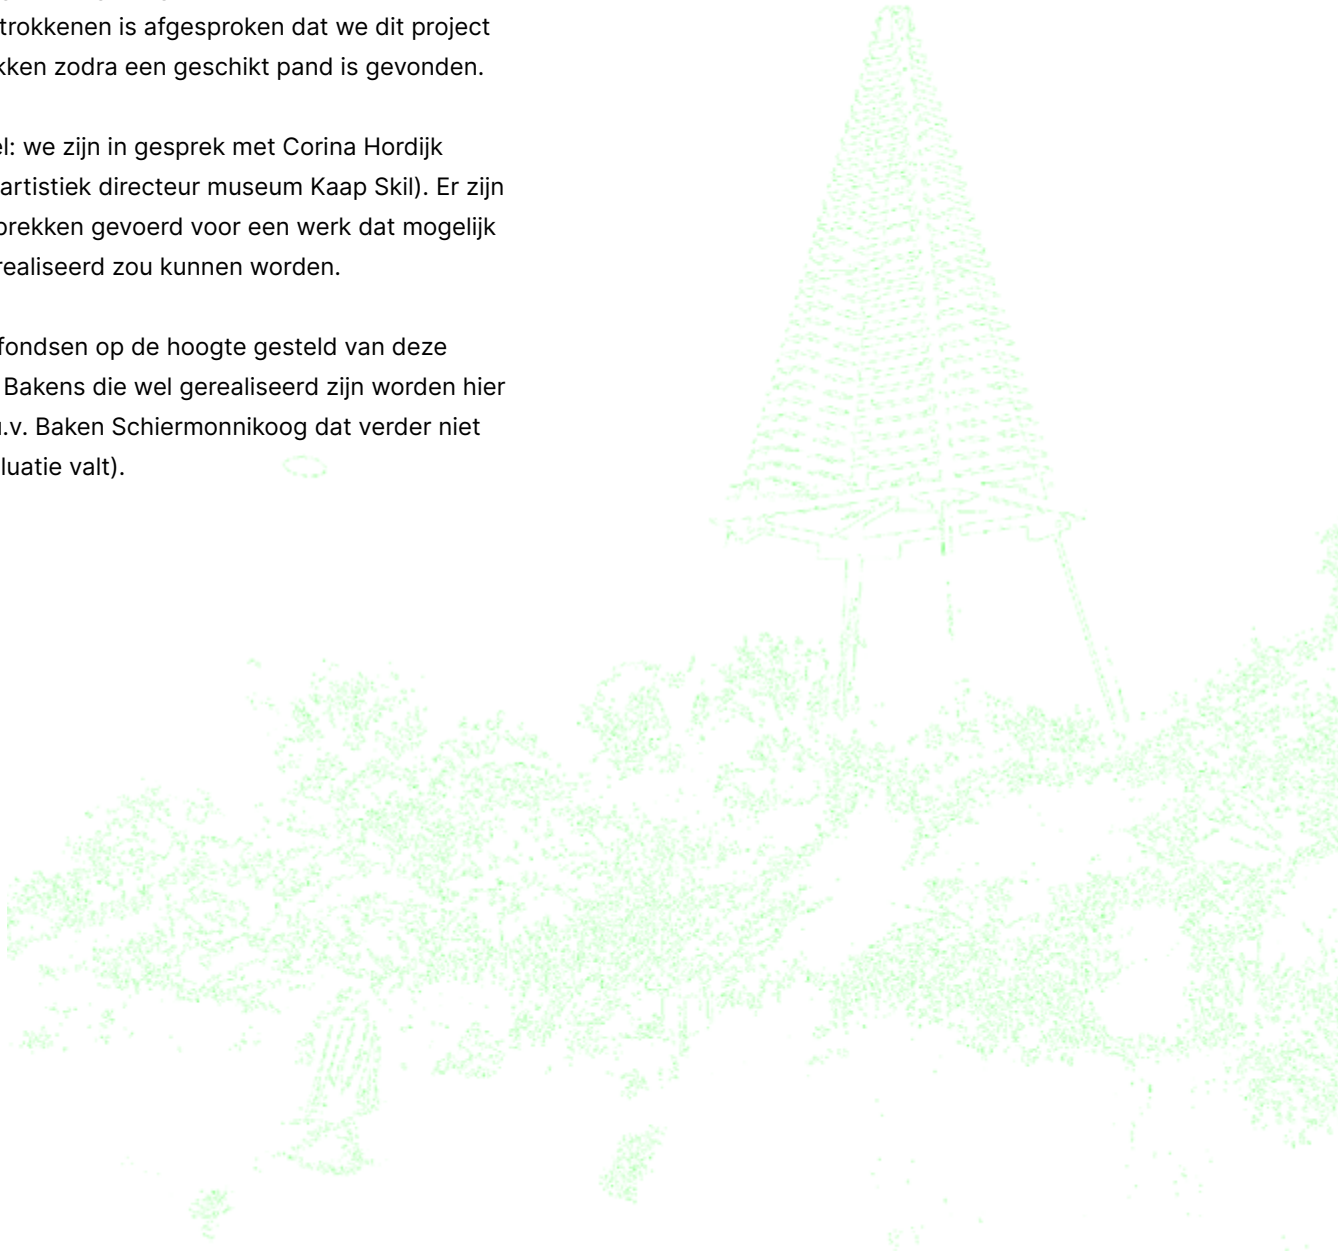 trokkenen is afgesproken dat we dit project
kken zodra een geschikt pand is gevonden.
el: we zijn in gesprek met Corina Hordijk
artistiek directeur museum Kaap Skil). Er zijn
prekken gevoerd voor een werk dat mogelijk
realiseerd zou kunnen worden.
fondsen op de hoogte gesteld van deze
Bakens die wel gerealiseerd zijn worden hier
u.v. Baken Schiermonnikoog dat verder niet
luatie valt).